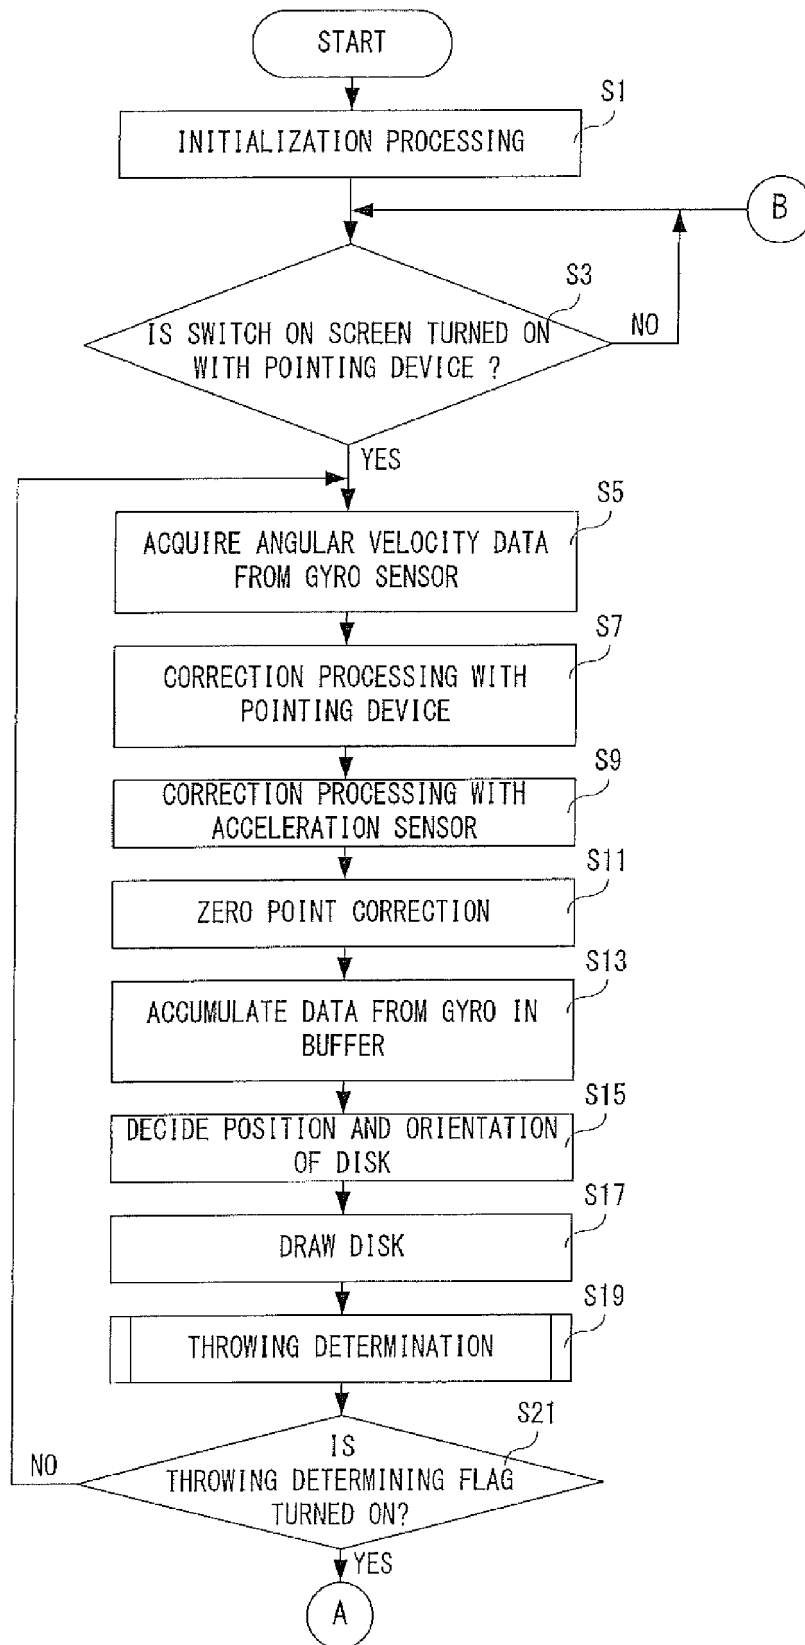 START
S1
INITIALIZATION PROCESSING
B
S3
IS SWITCH ON SCREEN TURNED ON
WITH POINTING DEVICE ?
NO
YES
S5
ACQUIRE ANGULAR VELOCITY DATA
FROM GYRO SENSOR
S7
CORRECTION PROCESSING WITH
POINTING DEVICE
S9
CORRECTION PROCESSING WITH
ACCELERATION SENSOR
S11
ZERO POINT CORRECTION
S13
ACCUMULATE DATA FROM GYRO IN
BUFFER
S15
DECIDE POSITION AND ORIENTATION
OF DISK
S17
DRAW DISK
S19
THROWING DETERMINATION
S21
IS
THROWING DETERMINING FLAG
TURNED ON?
NO
YES
A